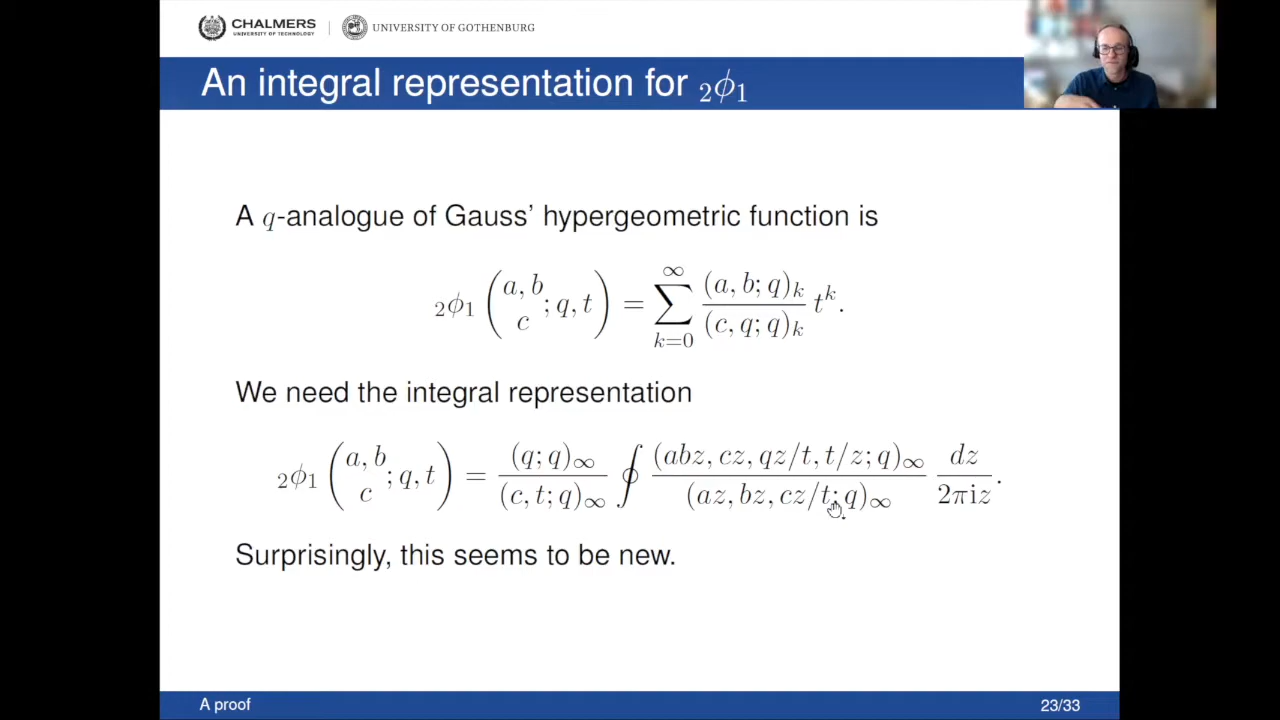 CHALMERS
UNIVERSITY OF TECHNOLOGY
UNIVERSITY OF GOTHENBURG
An integral representation for ₂ϕ₁
A q-analogue of Gauss' hypergeometric function is
₂ϕ₁ (a, b; c; q, t) = ∑_{k=0}^{∞} (a, b; q)_k / (c, q; q)_k t^k.
We need the integral representation
₂ϕ₁ (a, b; c; q, t) = (q; q)_∞ / (c, t; q)_∞ ∮ (abz, cz, qz/t, t/z; q)_∞ / (az, bz, cz/t; q)_∞ dz / 2πiz.
Surprisingly, this seems to be new.
A proof
23/33